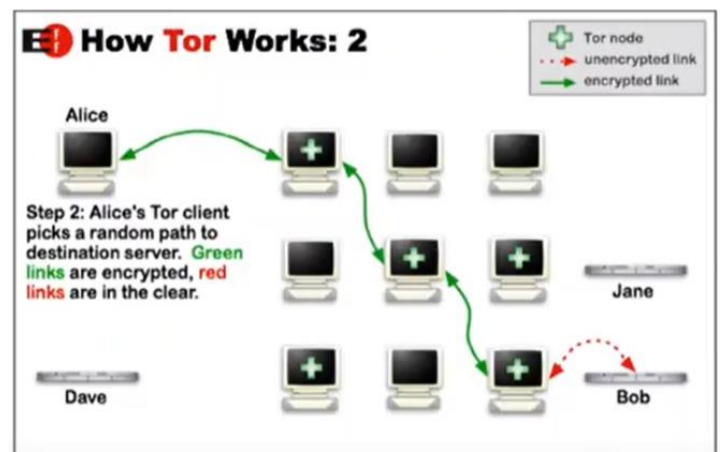 EFF How Tor Works: 2
Tor node
unencrypted link
encrypted link
Alice
Step 2: Alice's Tor client
picks a random path to
destination server. Green
links are encrypted, red
links are in the clear.
Jane
Dave
Bob